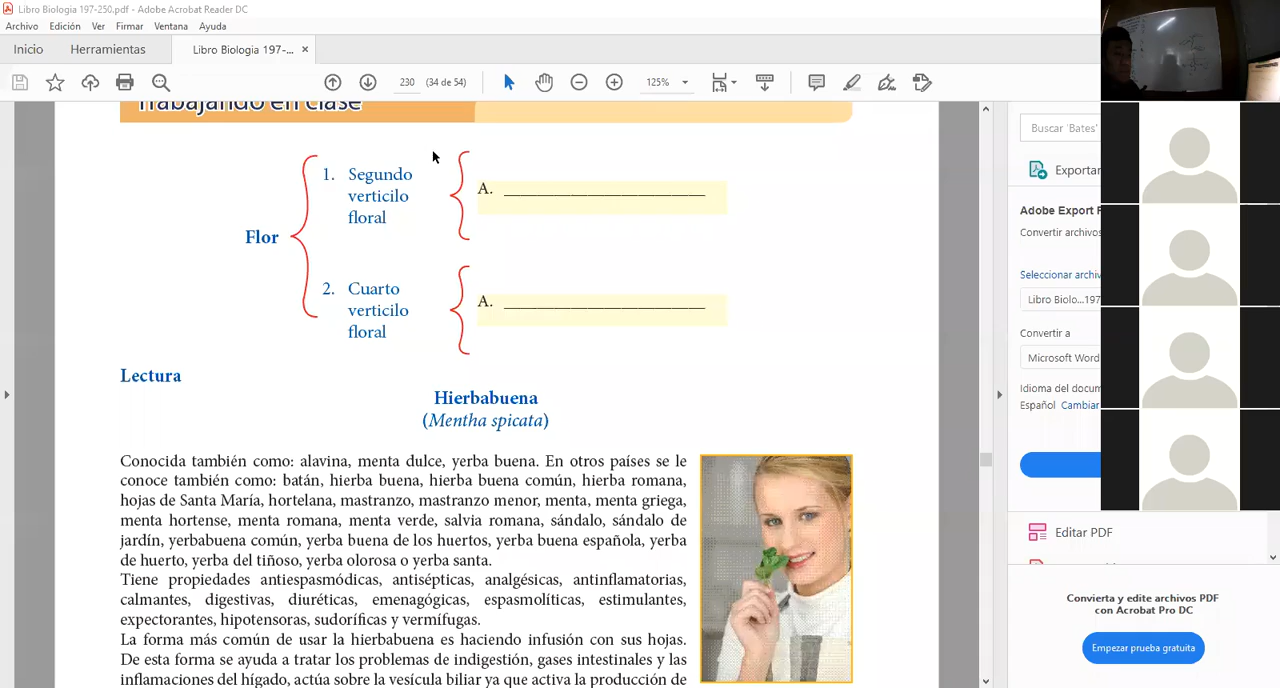 Libro Biologia 197-250.pdf - Adobe Acrobat Reader DC
Archivo Edición Ver Firmar Ventana Ayuda
Inicio Herramientas Libro Biologia 197-... ×
230 (34 de 54) 125%
Trabajando en clase
Flor
1. Segundo
verticilo
floral
A. ____________________
2. Cuarto
verticilo
floral
A. ____________________
Lectura
Hierbabuena
(Mentha spicata)
Conocida también como: alavina, menta dulce, yerba buena. En otros países se le
conoce también como: batán, hierba buena, hierba buena común, hierba romana,
hojas de Santa María, hortelana, mastranzo, mastranzo menor, menta, menta griega,
menta hortense, menta romana, menta verde, salvia romana, sándalo, sándalo de
jardín, yerbabuena común, yerba buena de los huertos, yerba buena española, yerba
de huerto, yerba del tiñoso, yerba olorosa o yerba santa.
Tiene propiedades antiespasmódicas, antisépticas, analgésicas, antinflamatorias,
calmantes, digestivas, diuréticas, emenagógicas, espasmolíticas, estimulantes,
expectorantes, hipotensoras, sudoríficas y vermífugas.
La forma más común de usar la hierbabuena es haciendo infusión con sus hojas.
De esta forma se ayuda a tratar los problemas de indigestión, gases intestinales y las
inflamaciones del hígado, actúa sobre la vesícula biliar ya que activa la producción de
Buscar 'Bates'
Exportar
Adobe Export P
Convertir archivos
Seleccionar archiv
Libro Biolo...197
Convertir a
Microsoft Word
Idioma del docum
Español Cambiar
Editar PDF
Convierta y edite archivos PDF
con Acrobat Pro DC
Empezar prueba gratuita